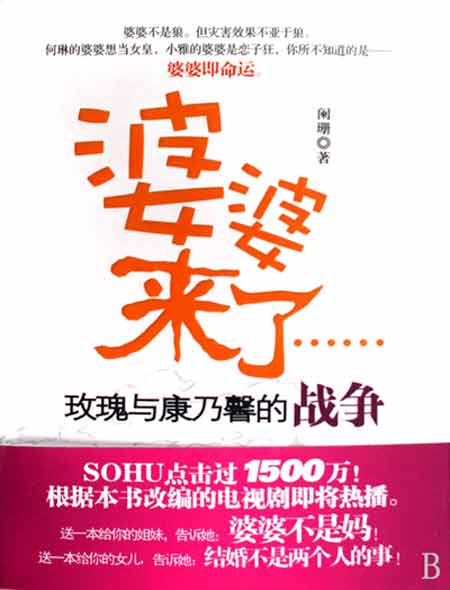 婆婆不是狼。但灾害效果不亚于狼。
何琳的婆婆想当女皇，小雅的婆婆是恋子狂，你所不知道的是——
婆婆即命运。
阑珊◎著
婆婆
来了……
玫瑰与康乃馨的战争
SOHU点击过1500万！
根据本书改编的电视剧即将热播。
送一本给你的姐妹，告诉她：婆婆不是妈！
送一本给你的女儿，告诉她：结婚不是两个人的事！
B